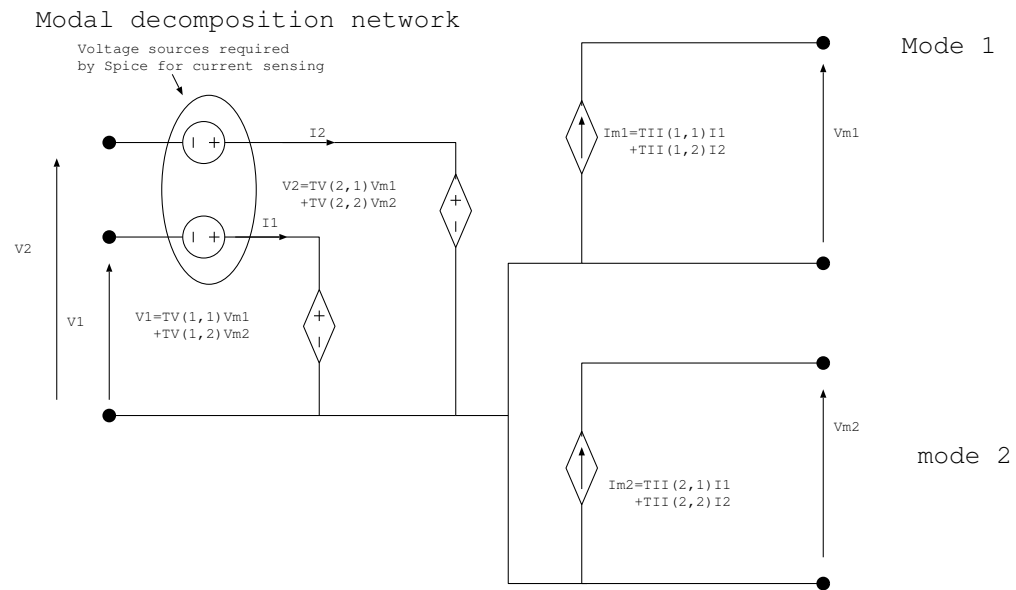 Modal decomposition network
Voltage sources required
by Spice for current sensing
Mode 1
I2
Im1=TII(1,1)I1
+TII(1,2)I2
Vm1
V2=TV(2,1)Vm1
+TV(2,2)Vm2
I1
V2
V1
V1=TV(1,1)Vm1
+TV(1,2)Vm2
Vm2
mode 2
Im2=TII(2,1)I1
+TII(2,2)I2